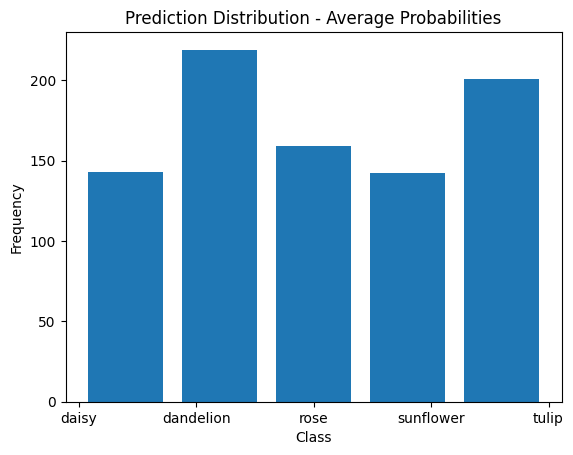 Prediction Distribution - Average Probabilities
200
150
100
50
0
Frequency
daisy dandelion rose sunflower tulip
Class